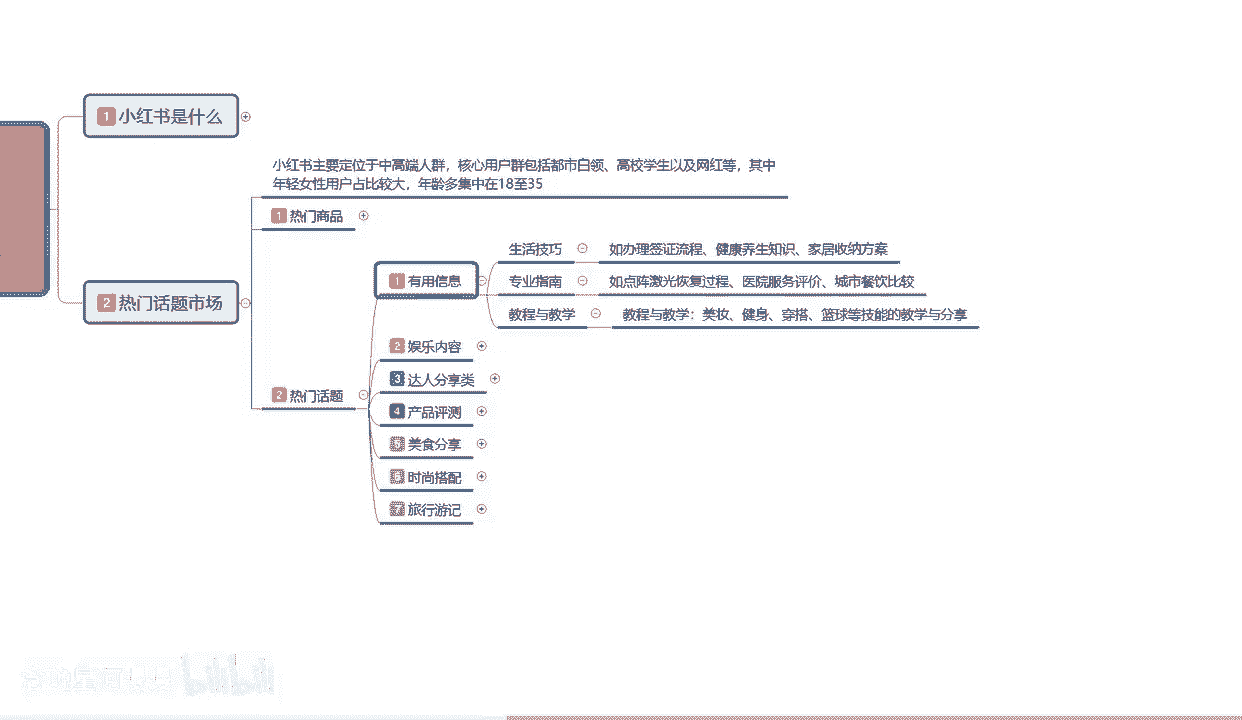 1 小红书是什么
小红书主要定位于中高端人群，核心用户群包括都市白领、高校学生以及网红等，其中
年轻女性用户占比较大，年龄多集中在18至35
1 热门商品
2 热门话题市场
2 热门话题
1 有用信息
生活技巧
如办理签证流程、健康养生知识、家居收纳方案
专业指南
如点阵激光恢复过程、医院服务评价、城市餐饮比较
教程与教学
教程与教学：美妆、健身、穿搭、篮球等技能的教学与分享
2 娱乐内容
3 达人分享类
4 产品评测
5 美食分享
6 时尚搭配
7 旅行游记